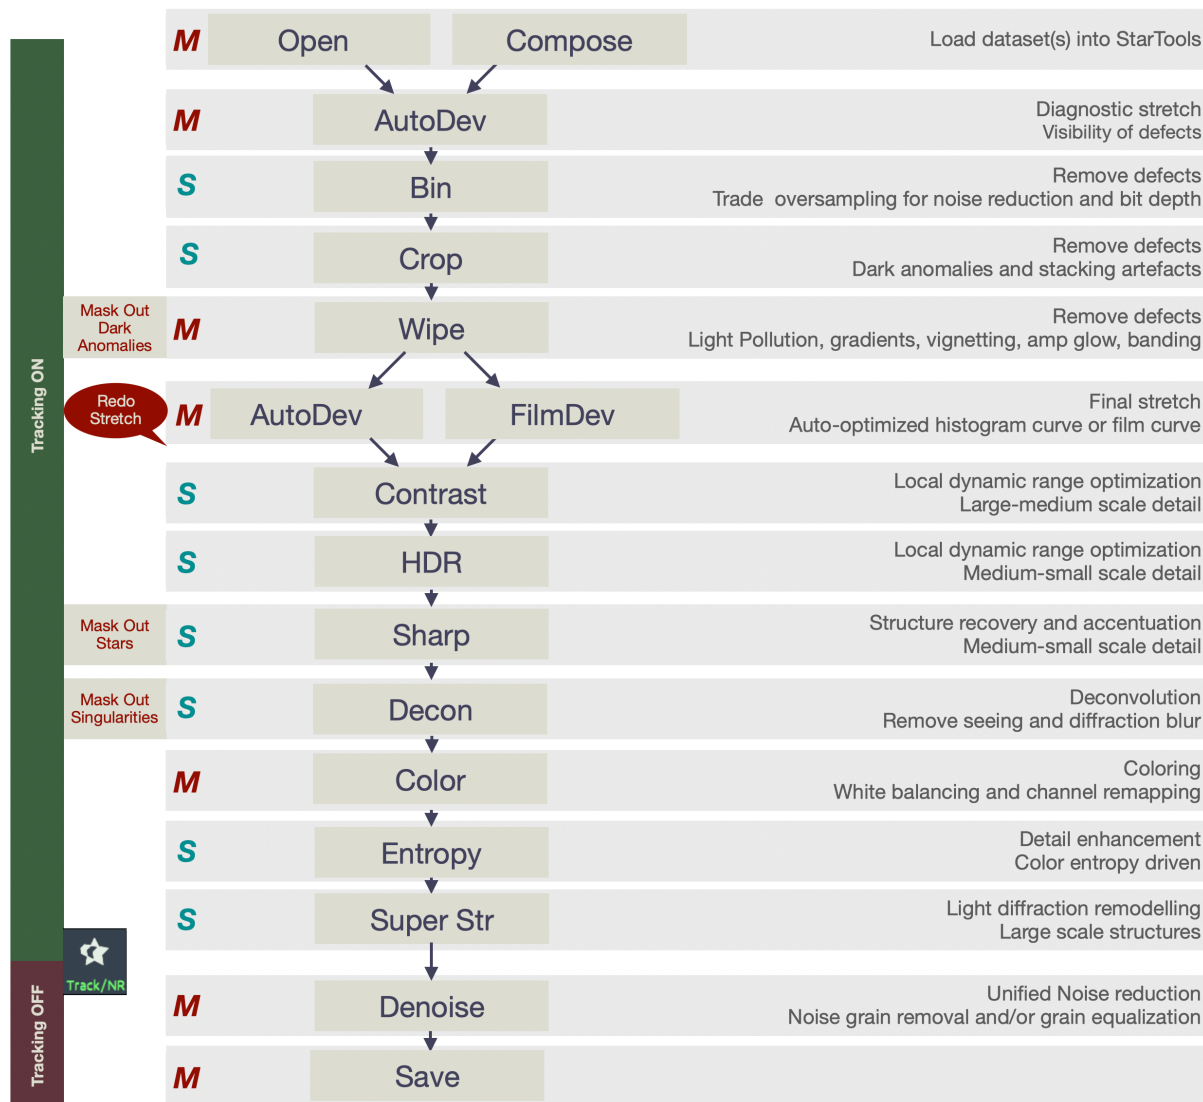 M Open Compose Load dataset(s) into StarTools
M AutoDev Diagnostic stretch
Visibility of defects
S Bin Remove defects
Trade oversampling for noise reduction and bit depth
S Crop Remove defects
Dark anomalies and stacking artefacts
Mask Out
Dark
Anomalies
M Wipe Remove defects
Light Pollution, gradients, vignetting, amp glow, banding
Tracking ON
Redo
Stretch
M AutoDev FilmDev Final stretch
Auto-optimized histogram curve or film curve
S Contrast Local dynamic range optimization
Large-medium scale detail
S HDR Local dynamic range optimization
Medium-small scale detail
Mask Out
Stars
S Sharp Structure recovery and accentuation
Medium-small scale detail
Mask Out
Singularities
S Decon Deconvolution
Remove seeing and diffraction blur
M Color Coloring
White balancing and channel remapping
S Entropy Detail enhancement
Color entropy driven
S Super Str Light diffraction remodelling
Large scale structures
Track/NR
Tracking OFF
M Denoise Unified Noise reduction
Noise grain removal and/or grain equalization
M Save